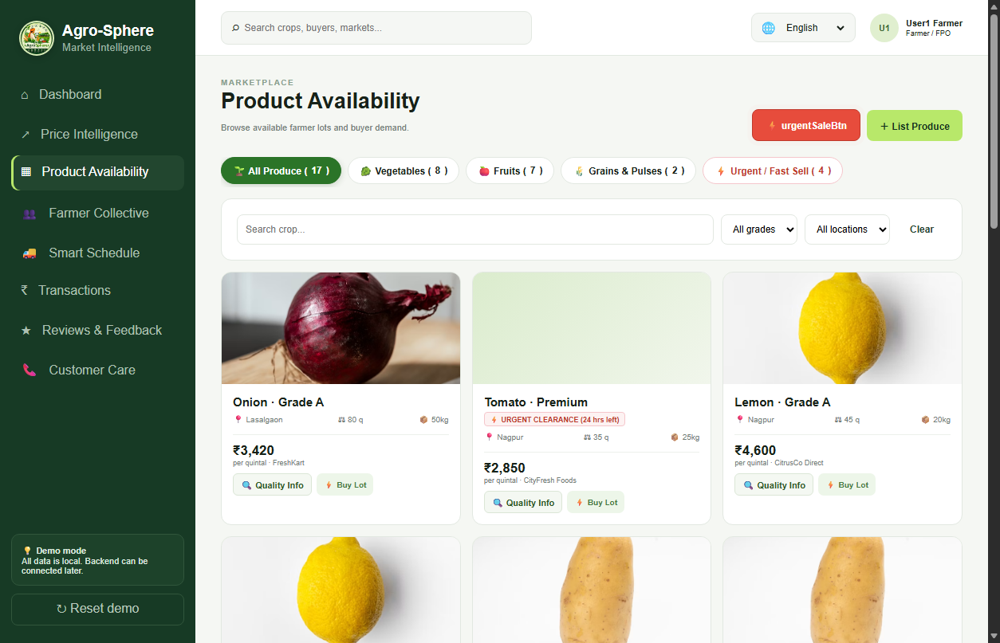 Agro-Sphere
Market Intelligence
Dashboard
Price Intelligence
Product Availability
Farmer Collective
Smart Schedule
₹ Transactions
Reviews & Feedback
Customer Care
Demo mode
All data is local. Backend can be
connected later.
↻ Reset demo
Search crops, buyers, markets...
English
U1
User1 Farmer
Farmer / FPO
MARKETPLACE
Product Availability
Browse available farmer lots and buyer demand.
urgentSaleBtn
+ List Produce
All Produce ( 17 )
Vegetables ( 8 )
Fruits ( 7 )
Grains & Pulses ( 2 )
Urgent / Fast Sell ( 4 )
Search crop...
All grades
All locations
Clear
Onion · Grade A
Lasalgaon
80 q
50kg
₹3,420
per quintal · FreshKart
Quality Info
Buy Lot
Tomato · Premium
URGENT CLEARANCE (24 hrs left)
Nagpur
35 q
25kg
₹2,850
per quintal · CityFresh Foods
Quality Info
Buy Lot
Lemon · Grade A
Nagpur
45 q
20kg
₹4,600
per quintal · CitrusCo Direct
Quality Info
Buy Lot